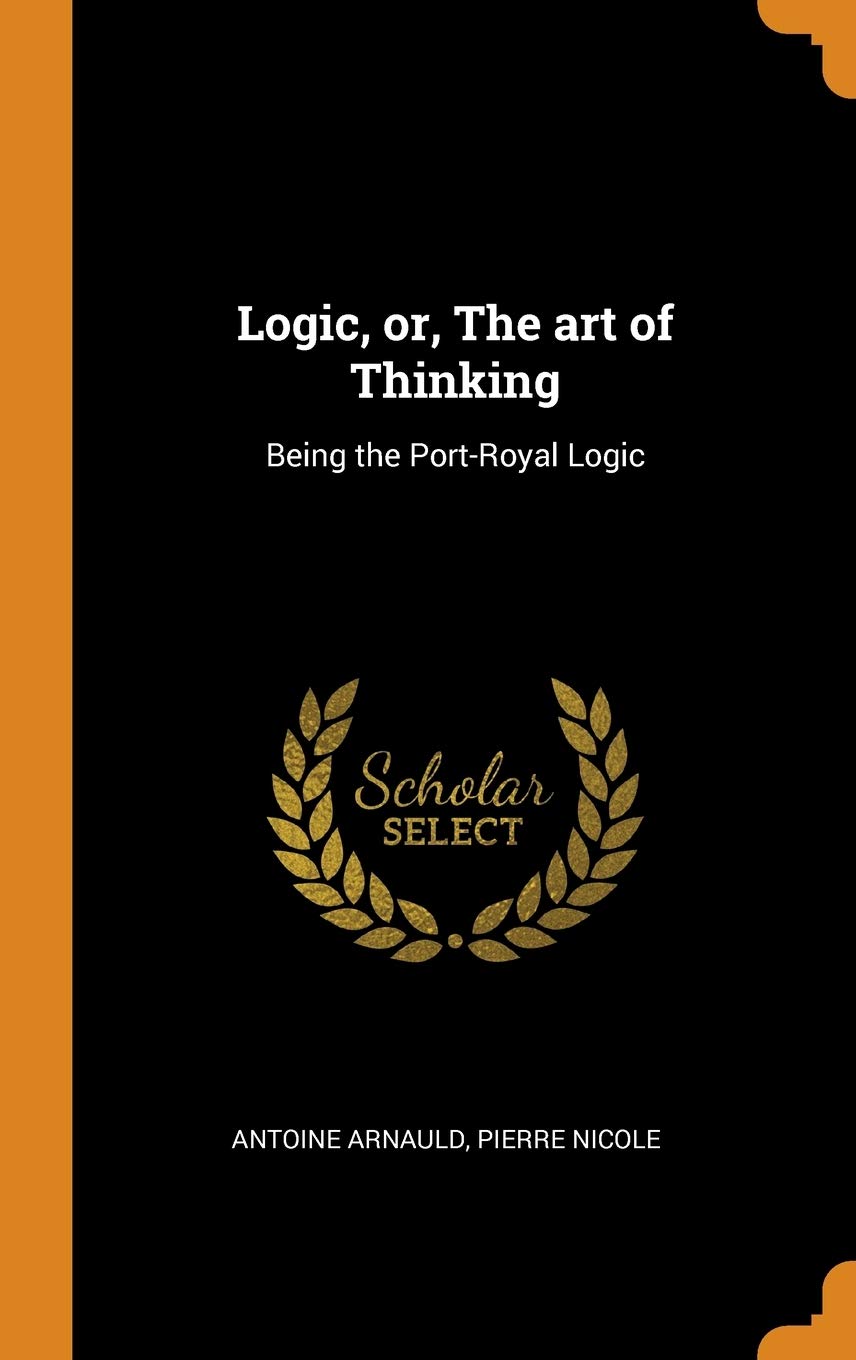 Logic, or, The art of
Thinking
Being the Port-Royal Logic
Scholar
SELECT
ANTOINE ARNAULD, PIERRE NICOLE